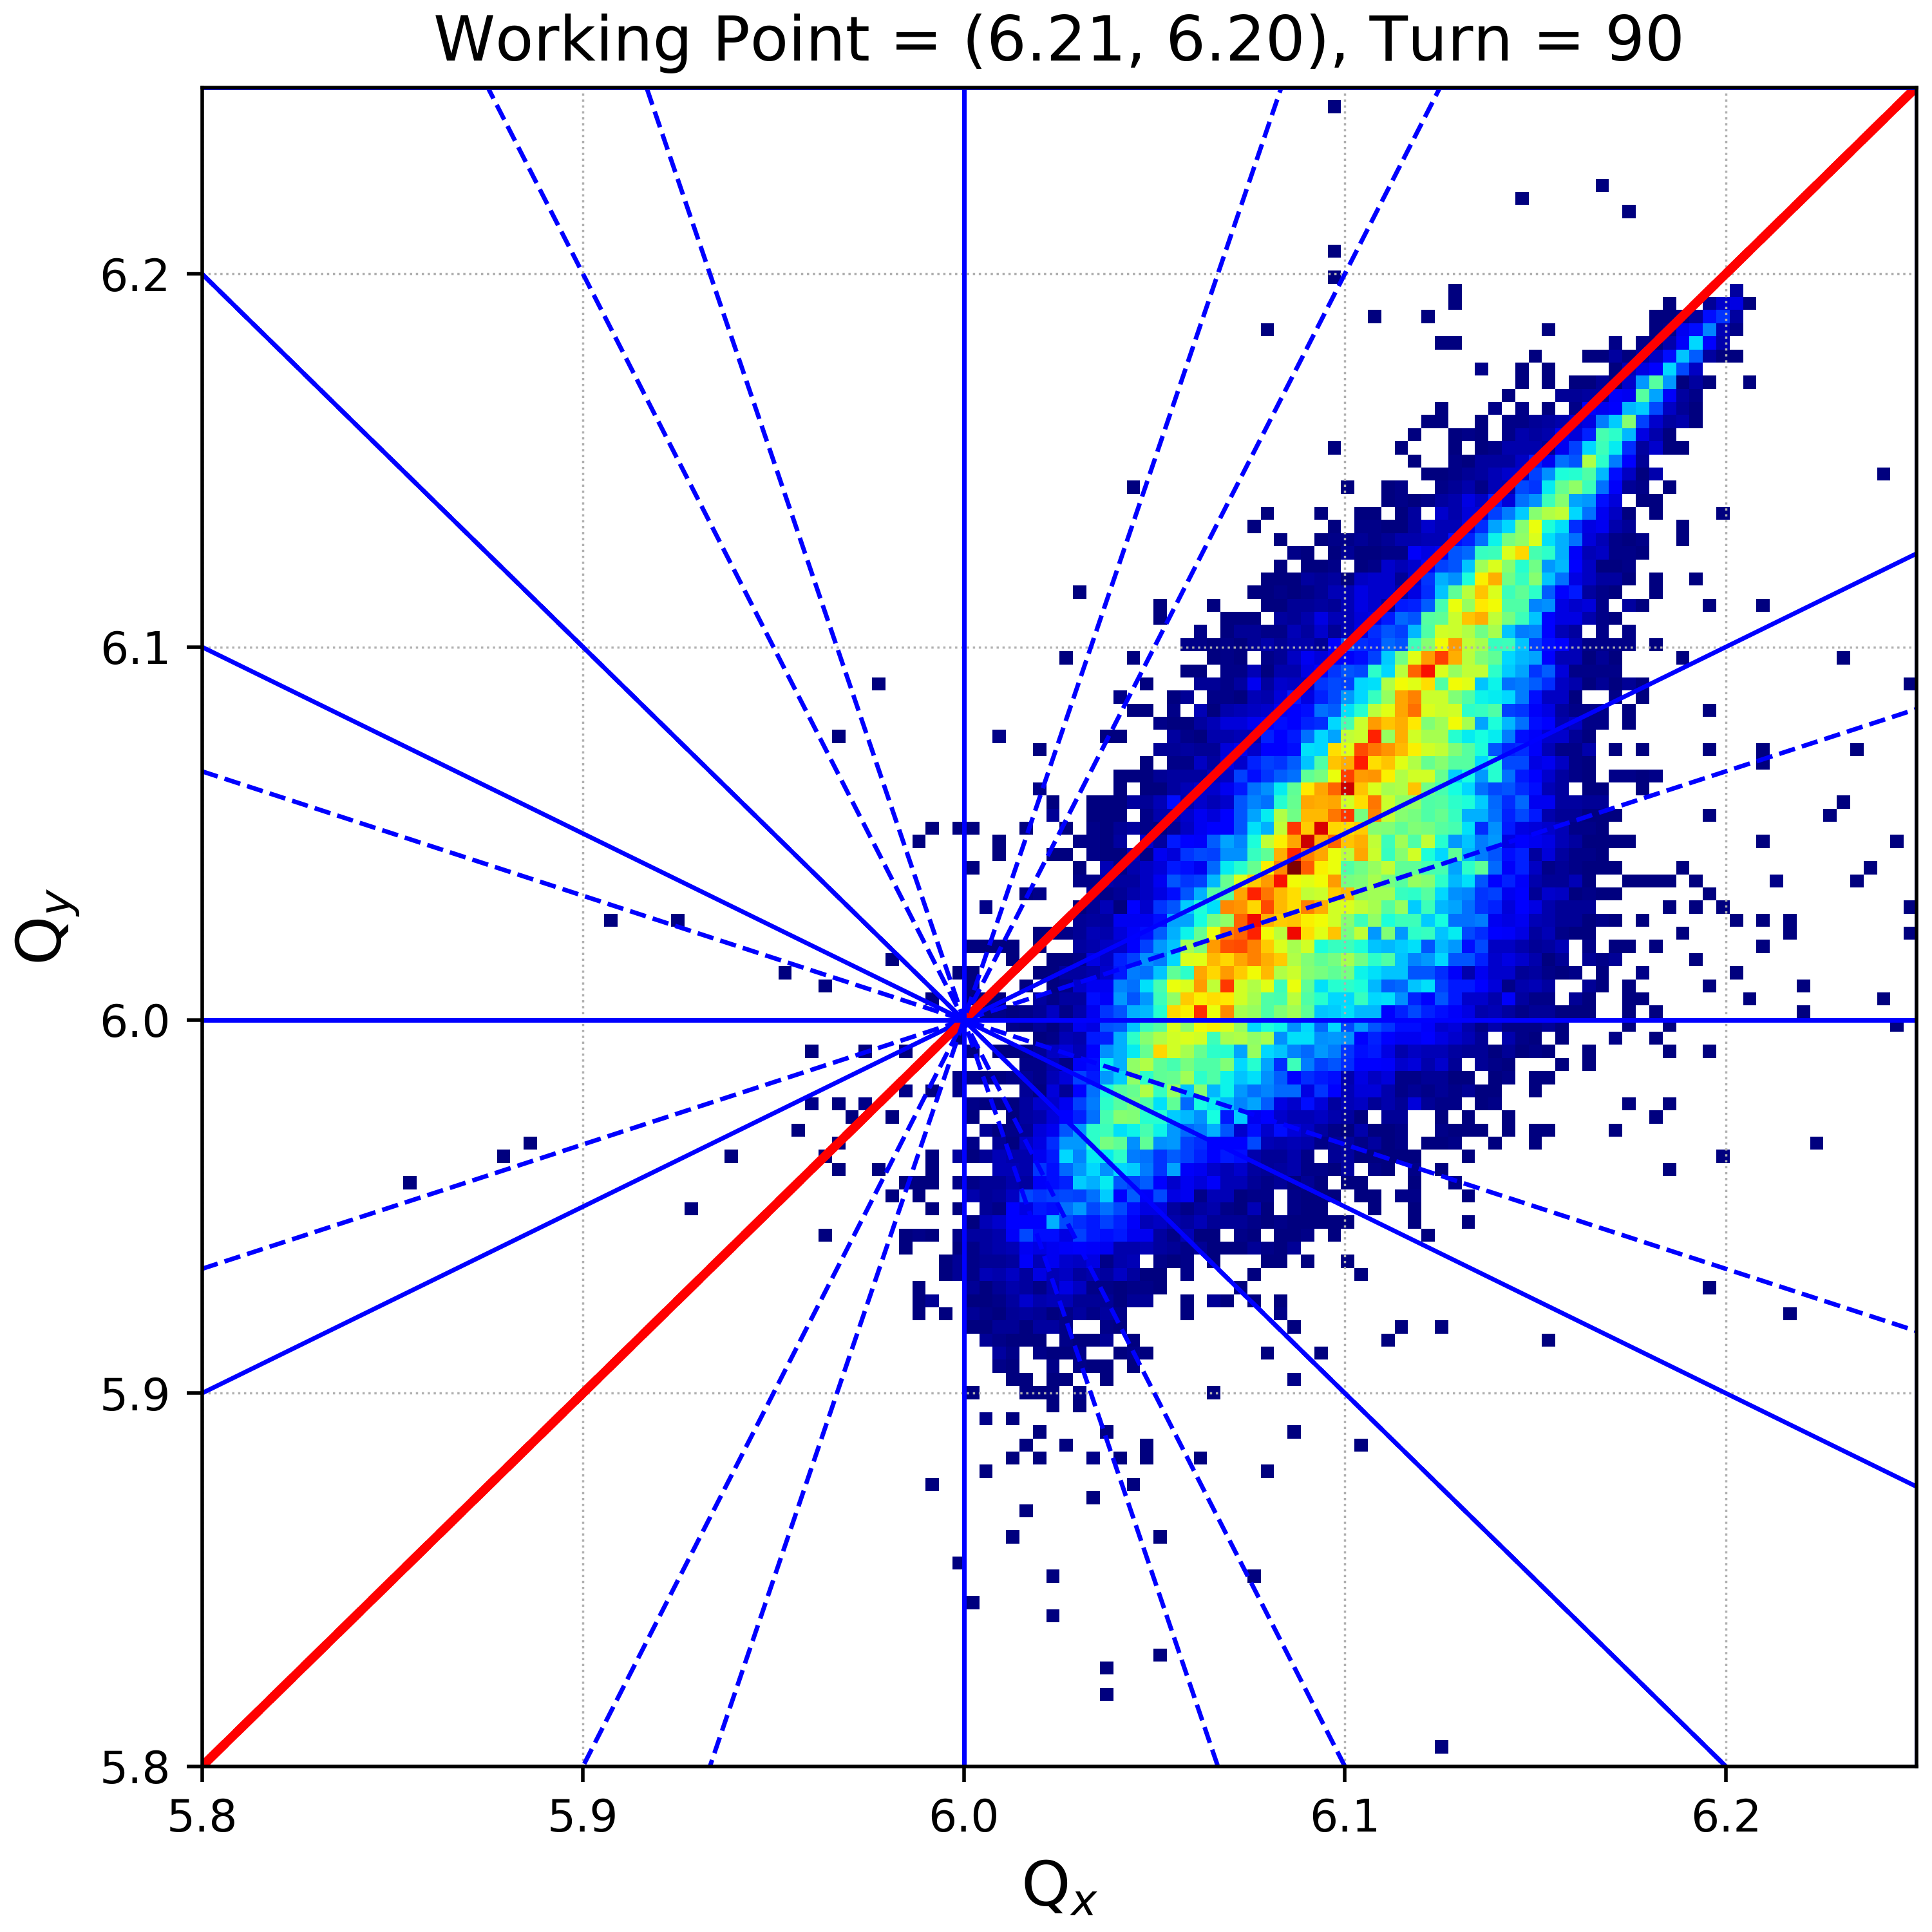 Working Point = (6.21, 6.20), Turn = 90
6.2
6.1
6.0
5.9
5.8
Qy
5.8 5.9 6.0 6.1 6.2
Qx